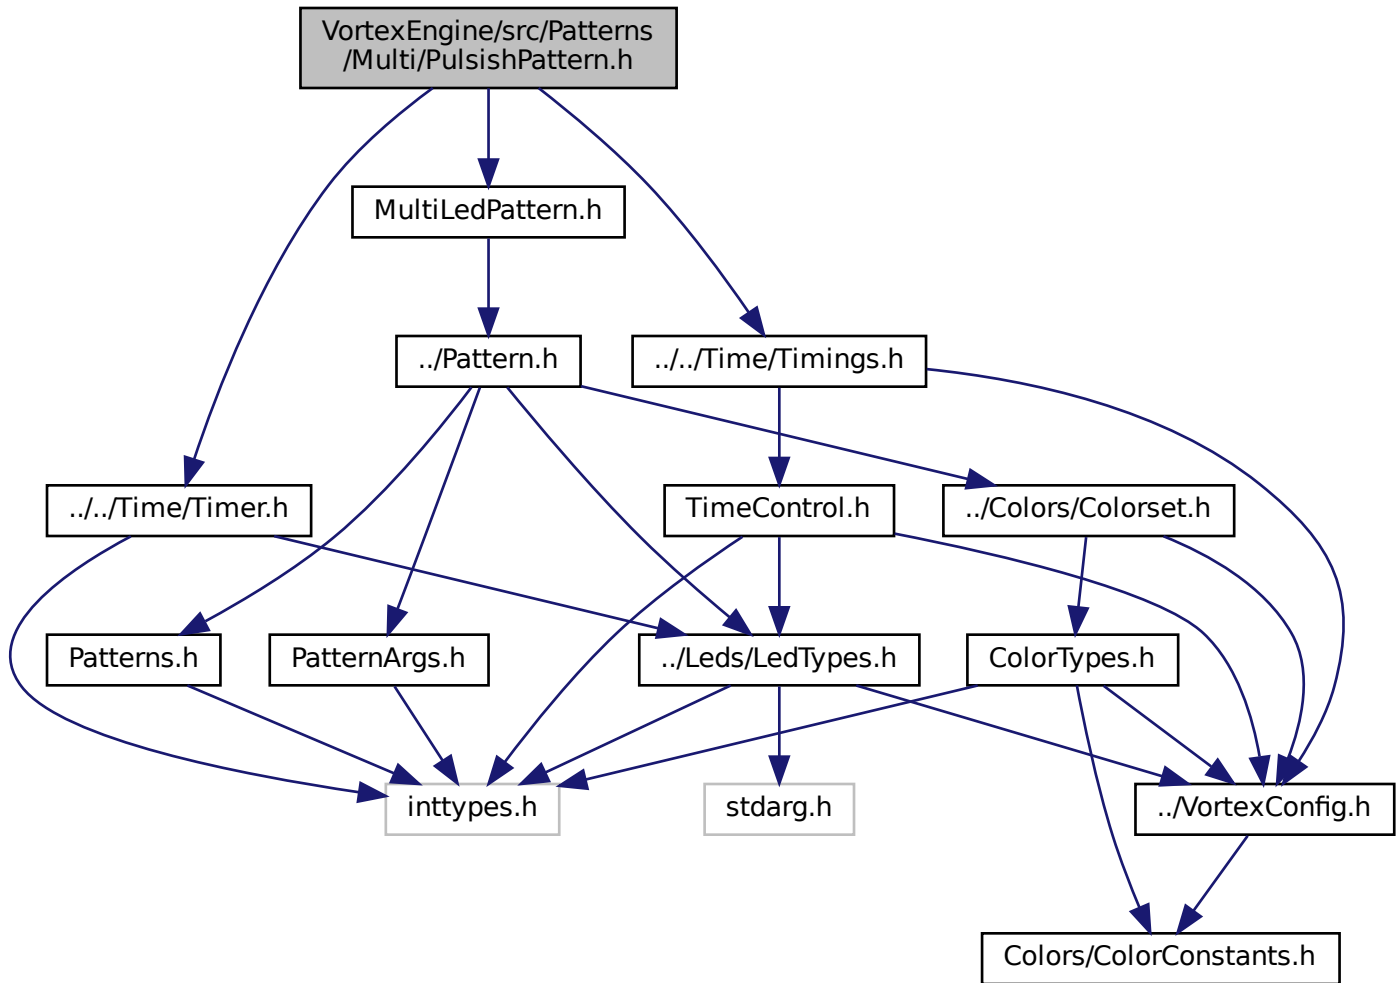 VortexEngine/src/Patterns
/Multi/PulsishPattern.h
MultiLedPattern.h
../Pattern.h
../../Time/Timings.h
../../Time/Timer.h
TimeControl.h
../Colors/Colorset.h
Patterns.h
PatternArgs.h
../Leds/LedTypes.h
ColorTypes.h
inttypes.h
stdarg.h
../VortexConfig.h
Colors/ColorConstants.h